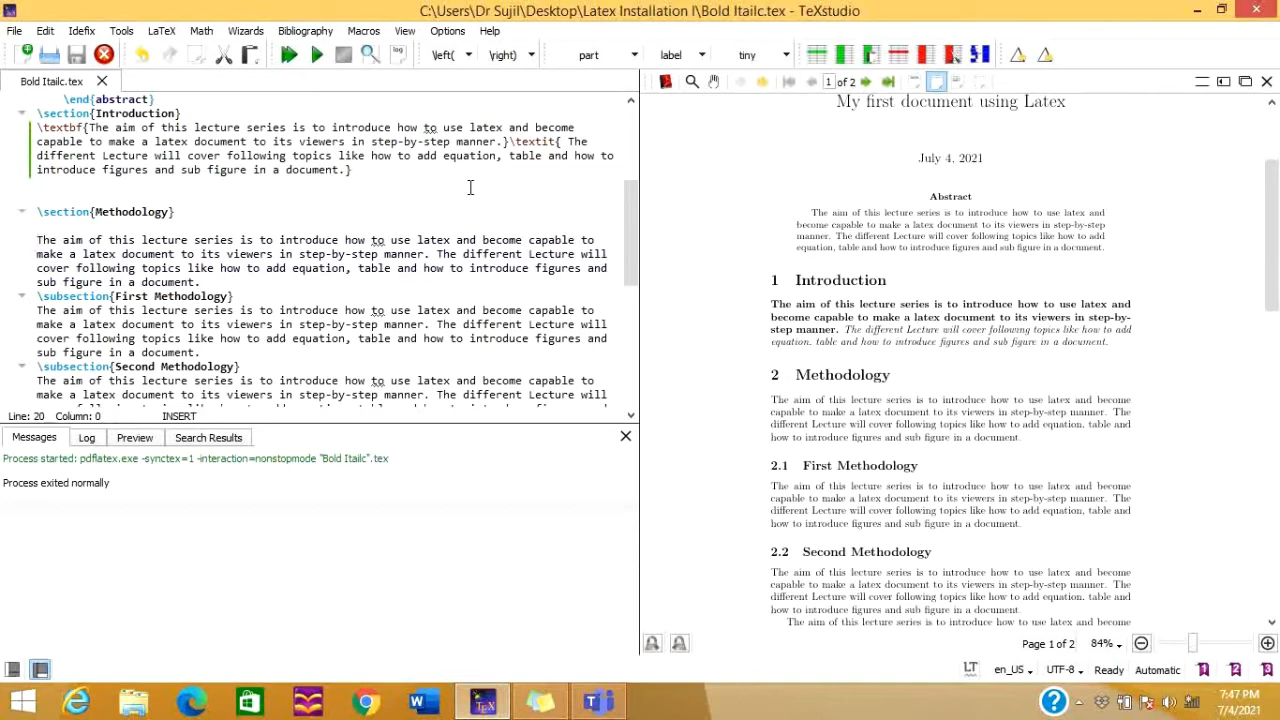 C:\Users\Dr Sujil\Desktop\Latex Installation I\Bold Itailc.tex - TeXstudio
File Edit Idefix Tools LaTeX Math Wizards Bibliography Macros View Options Help
\left( \right) part label tiny
Bold Itailc.tex
\end{abstract}
\section{Introduction}
\textbf{The aim of this lecture series is to introduce how to use latex and become
capable to make a latex document to its viewers in step-by-step manner.}\textit{ The
different Lecture will cover following topics like how to add equation, table and how to
introduce figures and sub figure in a document.}
\section{Methodology}
The aim of this lecture series is to introduce how to use latex and become capable to
make a latex document to its viewers in step-by-step manner. The different Lecture will
cover following topics like how to add equation, table and how to introduce figures and
sub figure in a document.
\subsection{First Methodology}
The aim of this lecture series is to introduce how to use latex and become capable to
make a latex document to its viewers in step-by-step manner. The different Lecture will
cover following topics like how to add equation, table and how to introduce figures and
sub figure in a document.
\subsection{Second Methodology}
The aim of this lecture series is to introduce how to use latex and become capable to
make a latex document to its viewers in step-by-step manner. The different Lecture will
Line: 20 Column: 0 INSERT
Messages Log Preview Search Results
Process started: pdflatex.exe -synctex=1 -interaction=nonstopmode "Bold Itailc".tex
Process exited normally
1 of 2
My first document using Latex
July 4, 2021
Abstract
The aim of this lecture series is to introduce how to use latex and
become capable to make a latex document to its viewers in step-by-step
manner. The different Lecture will cover following topics like how to add
equation, table and how to introduce figures and sub figure in a document.
1 Introduction
The aim of this lecture series is to introduce how to use latex and
become capable to make a latex document to its viewers in step-by-
step manner. The different Lecture will cover following topics like how to add
equation, table and how to introduce figures and sub figure in a document.
2 Methodology
The aim of this lecture series is to introduce how to use latex and become
capable to make a latex document to its viewers in step-by-step manner. The
different Lecture will cover following topics like how to add equation, table and
how to introduce figures and sub figure in a document.
2.1 First Methodology
The aim of this lecture series is to introduce how to use latex and become
capable to make a latex document to its viewers in step-by-step manner. The
different Lecture will cover following topics like how to add equation, table and
how to introduce figures and sub figure in a document.
2.2 Second Methodology
The aim of this lecture series is to introduce how to use latex and become
capable to make a latex document to its viewers in step-by-step manner. The
different Lecture will cover following topics like how to add equation, table and
how to introduce figures and sub figure in a document.
The aim of this lecture series is to introduce how to use latex and become
Page 1 of 2 84%
LT en_US UTF-8 Ready Automatic 1 2 3
7:47 PM
7/4/2021